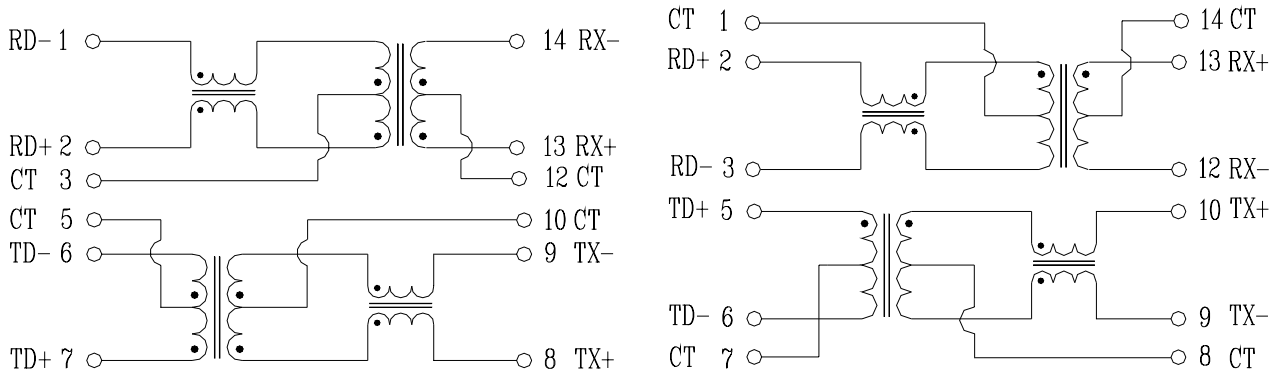 RD- 1
14 RX-
RD+ 2
13 RX+
CT 3
12 CT
CT 5
10 CT
TD- 6
9 TX-
TD+ 7
8 TX+
CT 1
14 CT
RD+ 2
13 RX+
RD- 3
12 RX-
TD+ 5
10 TX+
TD- 6
9 TX-
CT 7
8 CT